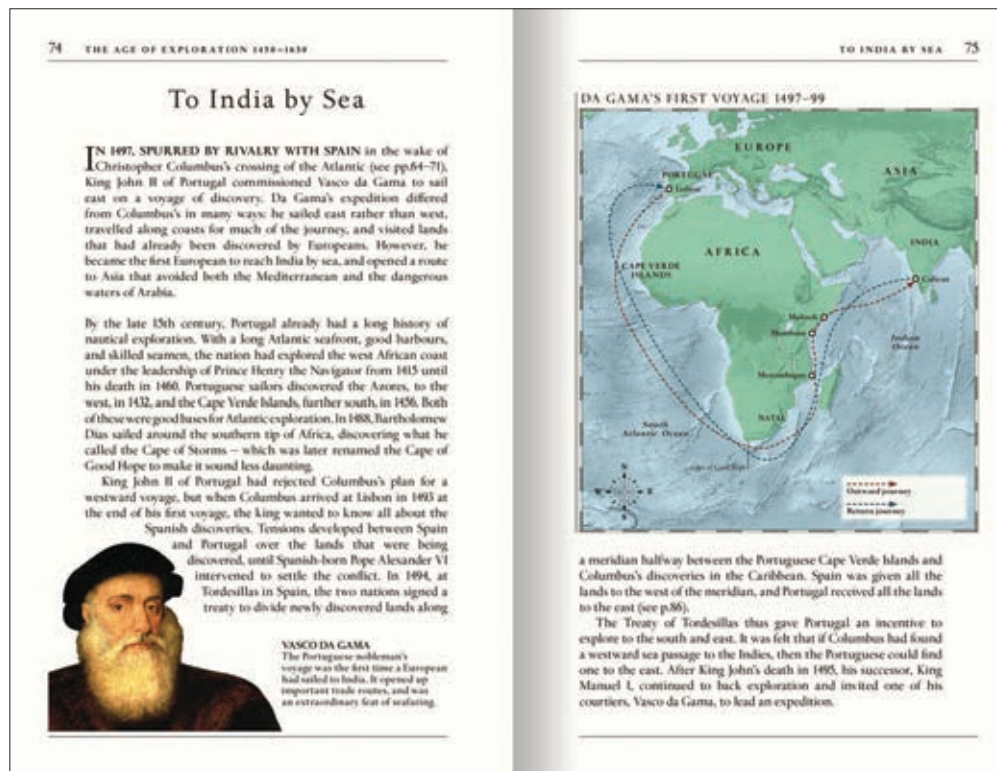 74 THE AGE OF EXPLORATION 1450–1650
To India by Sea
IN 1497, SPURRED BY RIVALRY WITH SPAIN in the wake of
Christopher Columbus's crossing of the Atlantic (see pp.64–71),
King John II of Portugal commissioned Vasco da Gama to sail
east on a voyage of discovery. Da Gama's expedition differed
from Columbus's in many ways: he sailed east rather than west,
travelled along coasts for much of the journey, and visited lands
that had already been discovered by Europeans. However, he
became the first European to reach India by sea, and opened a route
to Asia that avoided both the Mediterranean and the dangerous
waters of Arabia.
By the late 15th century, Portugal already had a long history of
nautical exploration. With a long Atlantic seafront, good harbours,
and skilled seamen, the nation had explored the west African coast
under the leadership of Prince Henry the Navigator from 1415 until
his death in 1460. Portuguese sailors discovered the Azores, to the
west, in 1432, and the Cape Verde Islands, further south, in 1456. Both
of these were good bases for Atlantic exploration. In 1488, Bartholomew
Dias sailed around the southern tip of Africa, discovering what he
called the Cape of Storms – which was later renamed the Cape of
Good Hope to make it sound less daunting.
King John II of Portugal had rejected Columbus's plan for a
westward voyage, but when Columbus arrived at Lisbon in 1493 at
the end of his first voyage, the king wanted to know all about the
Spanish discoveries. Tensions developed between Spain
and Portugal over the lands that were being
discovered, until Spanish-born Pope Alexander VI
intervened to settle the conflict. In 1494, at
Tordesillas in Spain, the two nations signed a
treaty to divide newly discovered lands along
VASCO DA GAMA
The Portuguese nobleman's
voyage was the first time a European
had sailed to India. It opened up
important trade routes, and was
an extraordinary feat of seafaring.
TO INDIA BY SEA 75
DA GAMA'S FIRST VOYAGE 1497–99
EUROPE
ASIA
PORTUGAL
Lisbon
INDIA
AFRICA
CAPE VERDE
ISLANDS
Calicut
Malindi
Mombasa
Indian
Ocean
Mozambique
NATAL
South
Atlantic Ocean
Cape of Good Hope
N
W E
S
Outward journey
Return journey
a meridian halfway between the Portuguese Cape Verde Islands and
Columbus's discoveries in the Caribbean. Spain was given all the
lands to the west of the meridian, and Portugal received all the lands
to the east (see p.86).
The Treaty of Tordesillas thus gave Portugal an incentive to
explore to the south and east. It was felt that if Columbus had found
a westward sea passage to the Indies, then the Portuguese could find
one to the east. After King John's death in 1495, his successor, King
Manuel I, continued to back exploration and invited one of his
courtiers, Vasco da Gama, to lead an expedition.